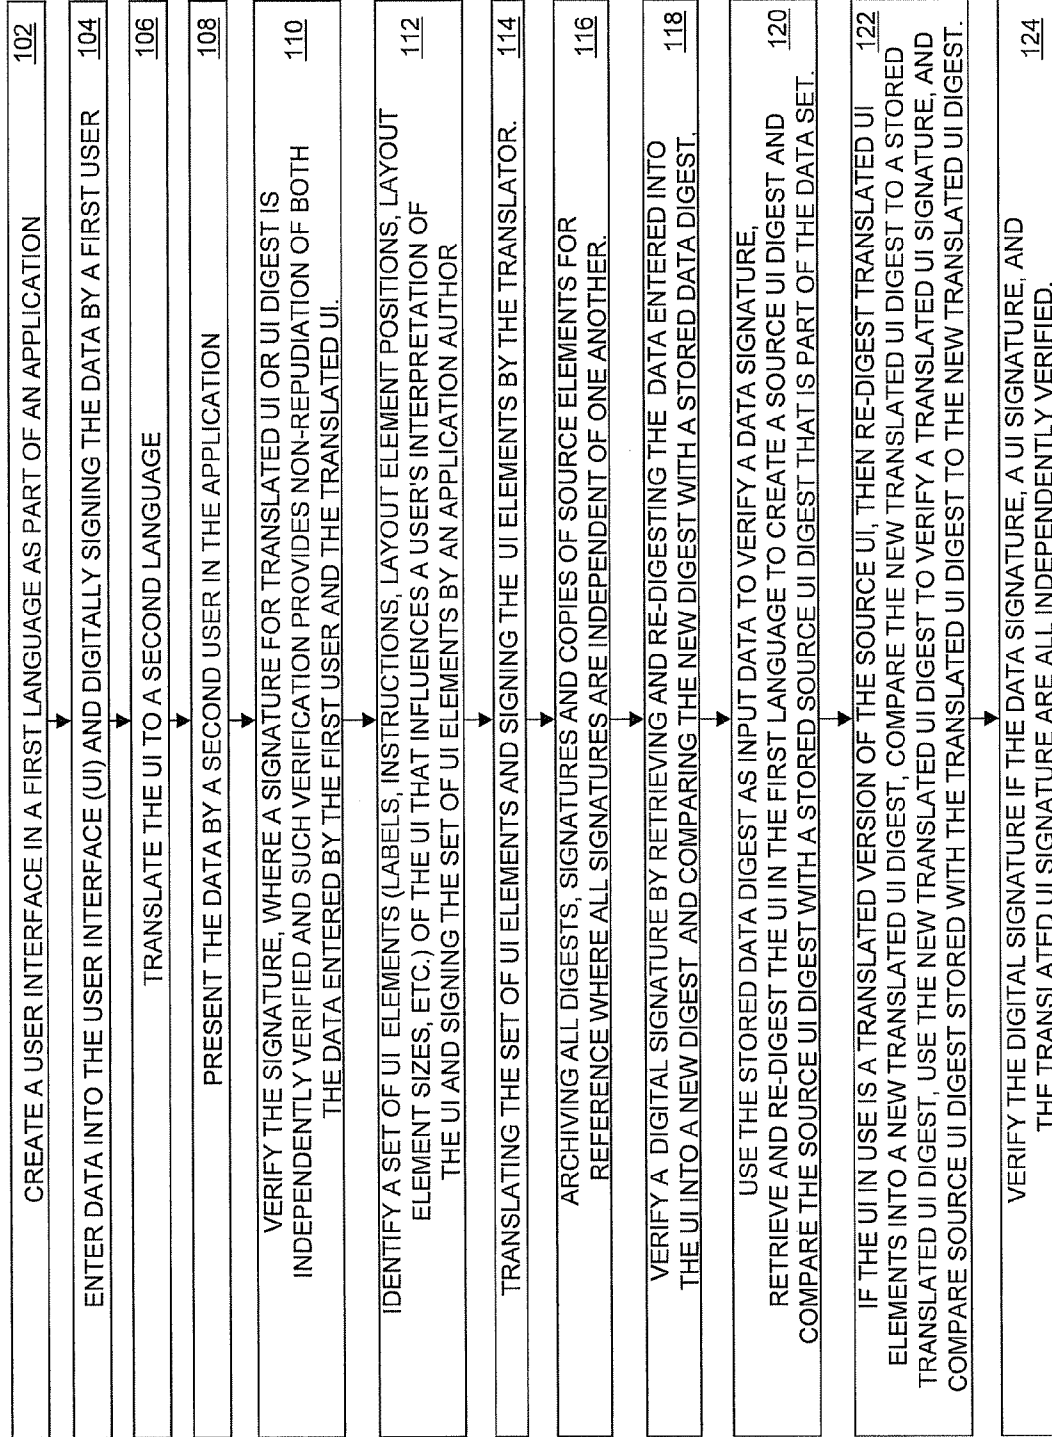 CREATE A USER INTERFACE IN A FIRST LANGUAGE AS PART OF AN APPLICATION 102
ENTER DATA INTO THE USER INTERFACE (UI) AND DIGITALLY SIGNING THE DATA BY A FIRST USER 104
TRANSLATE THE UI TO A SECOND LANGUAGE 106
PRESENT THE DATA BY A SECOND USER IN THE APPLICATION 108
VERIFY THE SIGNATURE, WHERE A SIGNATURE FOR TRANSLATED UI OR UI DIGEST IS 110
INDEPENDENTLY VERIFIED AND SUCH VERIFICATION PROVIDES NON-REPUDIATION OF BOTH
THE DATA ENTERED BY THE FIRST USER AND THE TRANSLATED UI.
IDENTIFY A SET OF UI ELEMENTS (LABELS, INSTRUCTIONS, LAYOUT ELEMENT POSITIONS, LAYOUT 112
ELEMENT SIZES, ETC.) OF THE UI THAT INFLUENCES A USER'S INTERPRETATION OF
THE UI AND SIGNING THE SET OF UI ELEMENTS BY AN APPLICATION AUTHOR
TRANSLATING THE SET OF UI ELEMENTS AND SIGNING THE UI ELEMENTS BY THE TRANSLATOR. 114
ARCHIVING ALL DIGESTS, SIGNATURES AND COPIES OF SOURCE ELEMENTS FOR 116
REFERENCE WHERE ALL SIGNATURES ARE INDEPENDENT OF ONE ANOTHER.
VERIFY A DIGITAL SIGNATURE BY RETRIEVING AND RE-DIGESTING THE DATA ENTERED INTO 118
THE UI INTO A NEW DIGEST AND COMPARING THE NEW DIGEST WITH A STORED DATA DIGEST.
USE THE STORED DATA DIGEST AS INPUT DATA TO VERIFY A DATA SIGNATURE, 120
RETRIEVE AND RE-DIGEST THE UI IN THE FIRST LANGUAGE TO CREATE A SOURCE UI DIGEST AND
COMPARE THE SOURCE UI DIGEST WITH A STORED SOURCE UI DIGEST THAT IS PART OF THE DATA SET.
IF THE UI IN USE IS A TRANSLATED VERSION OF THE SOURCE UI, THEN RE-DIGEST TRANSLATED UI 122
ELEMENTS INTO A NEW TRANSLATED UI DIGEST, COMPARE THE NEW TRANSLATED UI DIGEST TO A STORED
TRANSLATED UI DIGEST, USE THE NEW TRANSLATED UI DIGEST TO VERIFY A TRANSLATED UI SIGNATURE, AND
COMPARE SOURCE UI DIGEST STORED WITH THE TRANSLATED UI DIGEST TO THE NEW TRANSLATED UI DIGEST.
VERIFY THE DIGITAL SIGNATURE IF THE DATA SIGNATURE, A UI SIGNATURE, AND 124
THE TRANSLATED UI SIGNATURE ARE ALL INDEPENDENTLY VERIFIED.